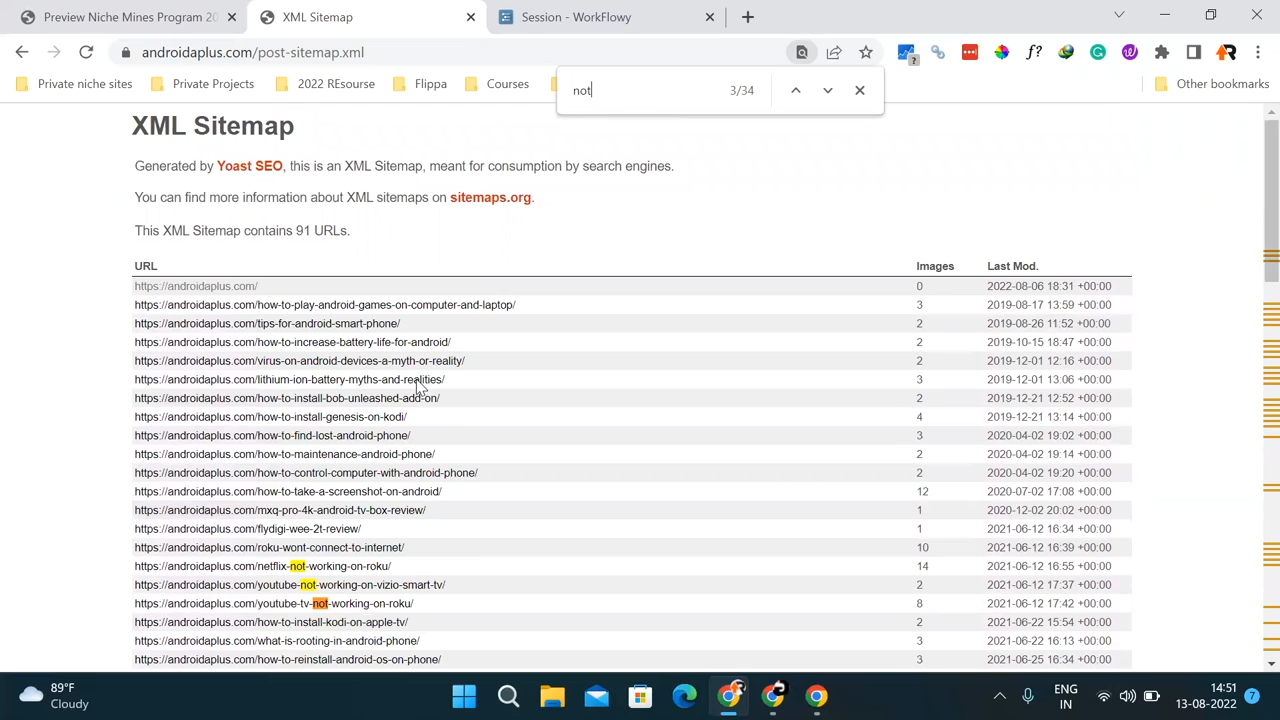 Preview Niche Mines Program 20
XML Sitemap
Session - WorkFlowy
androidaplus.com/post-sitemap.xml
f?
?
Private niche sites
Private Projects
2022 REsource
Flippa
Courses
Other bookmarks
not
3/34
XML Sitemap
Generated by Yoast SEO, this is an XML Sitemap, meant for consumption by search engines.
You can find more information about XML sitemaps on sitemaps.org.
This XML Sitemap contains 91 URLs.
URL Images Last Mod.
https://androidaplus.com/ 0 2022-08-06 18:31 +00:00
https://androidaplus.com/how-to-play-android-games-on-computer-and-laptop/ 3 2019-08-17 13:59 +00:00
https://androidaplus.com/tips-for-android-smart-phone/ 2 2019-08-26 11:52 +00:00
https://androidaplus.com/how-to-increase-battery-life-for-android/ 2 2019-10-15 18:47 +00:00
https://androidaplus.com/virus-on-android-devices-a-myth-or-reality/ 2 2019-12-01 12:16 +00:00
https://androidaplus.com/lithium-ion-battery-myths-and-realities/ 3 2019-12-01 13:06 +00:00
https://androidaplus.com/how-to-install-bob-unleashed-add-on/ 2 2019-12-21 12:52 +00:00
https://androidaplus.com/how-to-install-genesis-on-kodi/ 4 2019-12-21 13:14 +00:00
https://androidaplus.com/how-to-find-lost-android-phone/ 3 2020-04-02 19:02 +00:00
https://androidaplus.com/how-to-maintenance-android-phone/ 2 2020-04-02 19:14 +00:00
https://androidaplus.com/how-to-control-computer-with-android-phone/ 2 2020-04-02 19:20 +00:00
https://androidaplus.com/how-to-take-a-screenshot-on-android/ 12 2020-07-02 17:08 +00:00
https://androidaplus.com/mxq-pro-4k-android-tv-box-review/ 1 2020-12-02 20:02 +00:00
https://androidaplus.com/flydigi-wee-2t-review/ 1 2021-06-12 16:34 +00:00
https://androidaplus.com/roku-wont-connect-to-internet/ 10 2021-06-12 16:39 +00:00
https://androidaplus.com/netflix-not-working-on-roku/ 14 2021-06-12 16:55 +00:00
https://androidaplus.com/youtube-not-working-on-vizio-smart-tv/ 2 2021-06-12 17:37 +00:00
https://androidaplus.com/youtube-tv-not-working-on-roku/ 8 2021-06-12 17:42 +00:00
https://androidaplus.com/how-to-install-kodi-on-apple-tv/ 2 2021-06-22 15:54 +00:00
https://androidaplus.com/what-is-rooting-in-android-phone/ 3 2021-06-22 16:13 +00:00
https://androidaplus.com/how-to-reinstall-android-os-on-phone/ 3 2021-06-25 16:34 +00:00
89°F
Cloudy
ENG
IN
14:51
13-08-2022
7